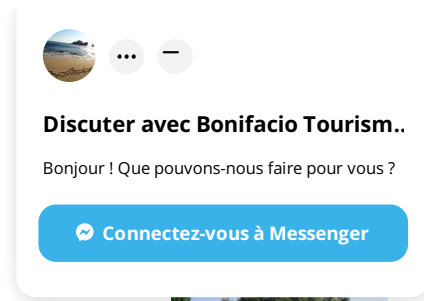 Discuter avec Bonifacio Tourism..
Bonjour ! Que pouvons-nous faire pour vous ?
Connectez-vous à Messenger